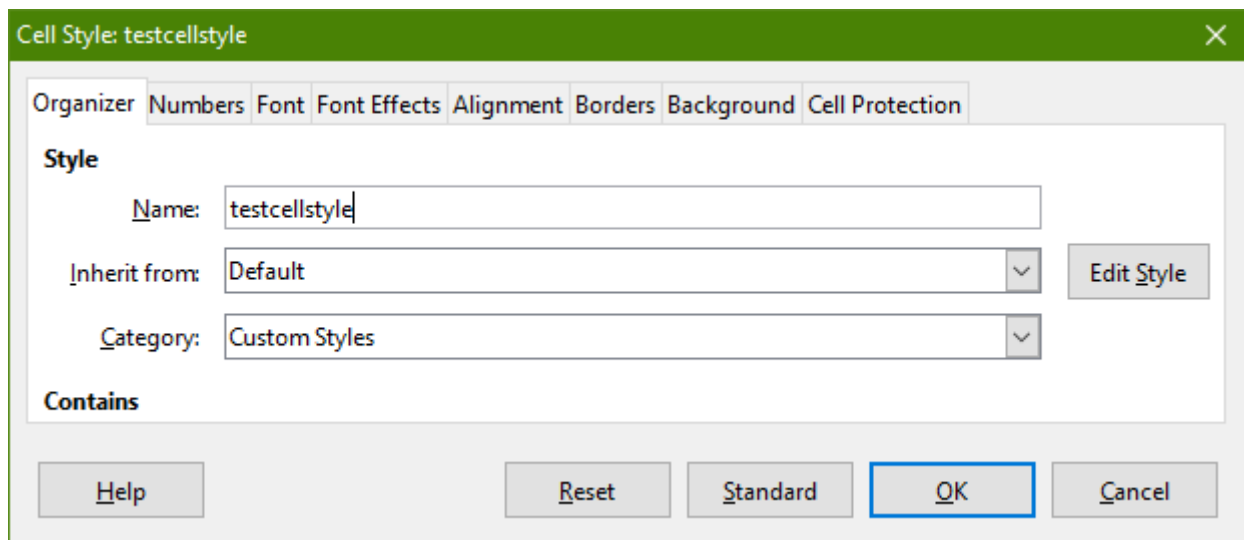 Cell Style: testcellstyle
Organizer Numbers Font Font Effects Alignment Borders Background Cell Protection
Style
Name: testcellstyle
Inherit from: Default Edit Style
Category: Custom Styles
Contains
Help Reset Standard OK Cancel